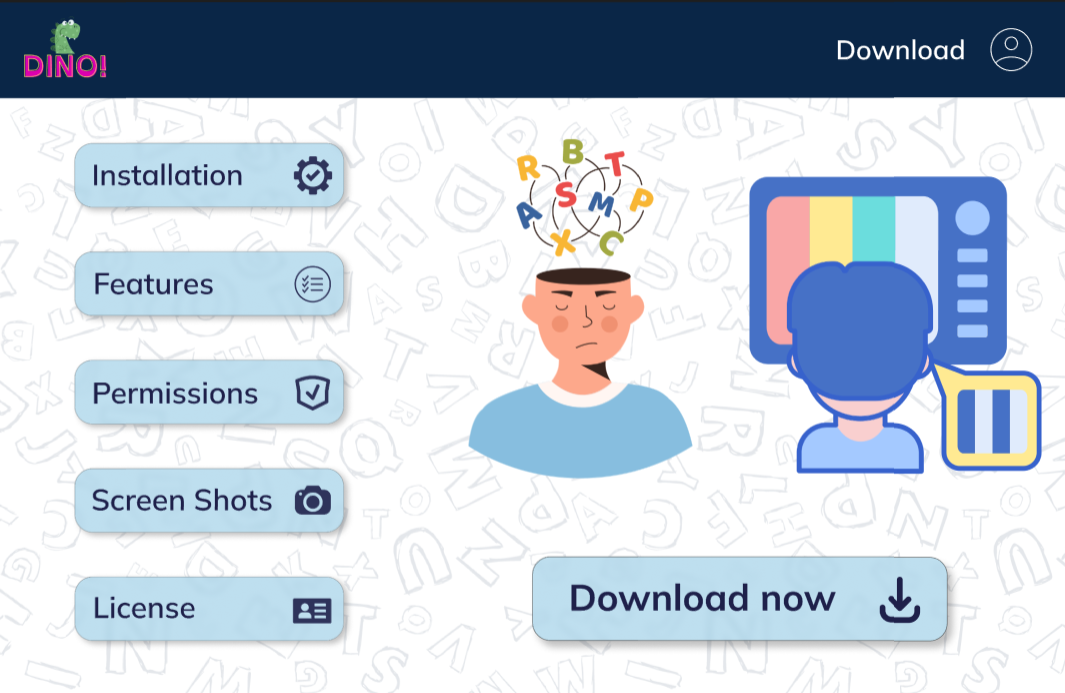 DINO!
Download
Installation
Features
Permissions
Screen Shots
License
R B T
A S M P
X C
Download now